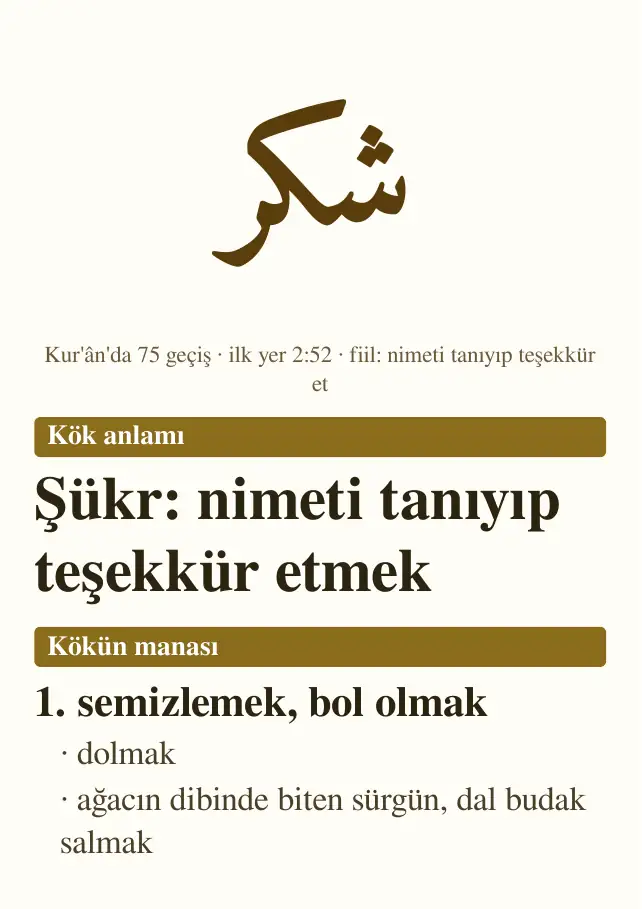 شكر
Kur'ân'da 75 geçiş · ilk yer 2:52 · fiil: nimeti tanıyıp teşekkür
et
Kök anlamı
Şükr: nimeti tanıyıp
teşekkür etmek
Kökün manası
1. semizlemek, bol olmak
· dolmak
· ağacın dibinde biten sürgün, dal budak
salmak